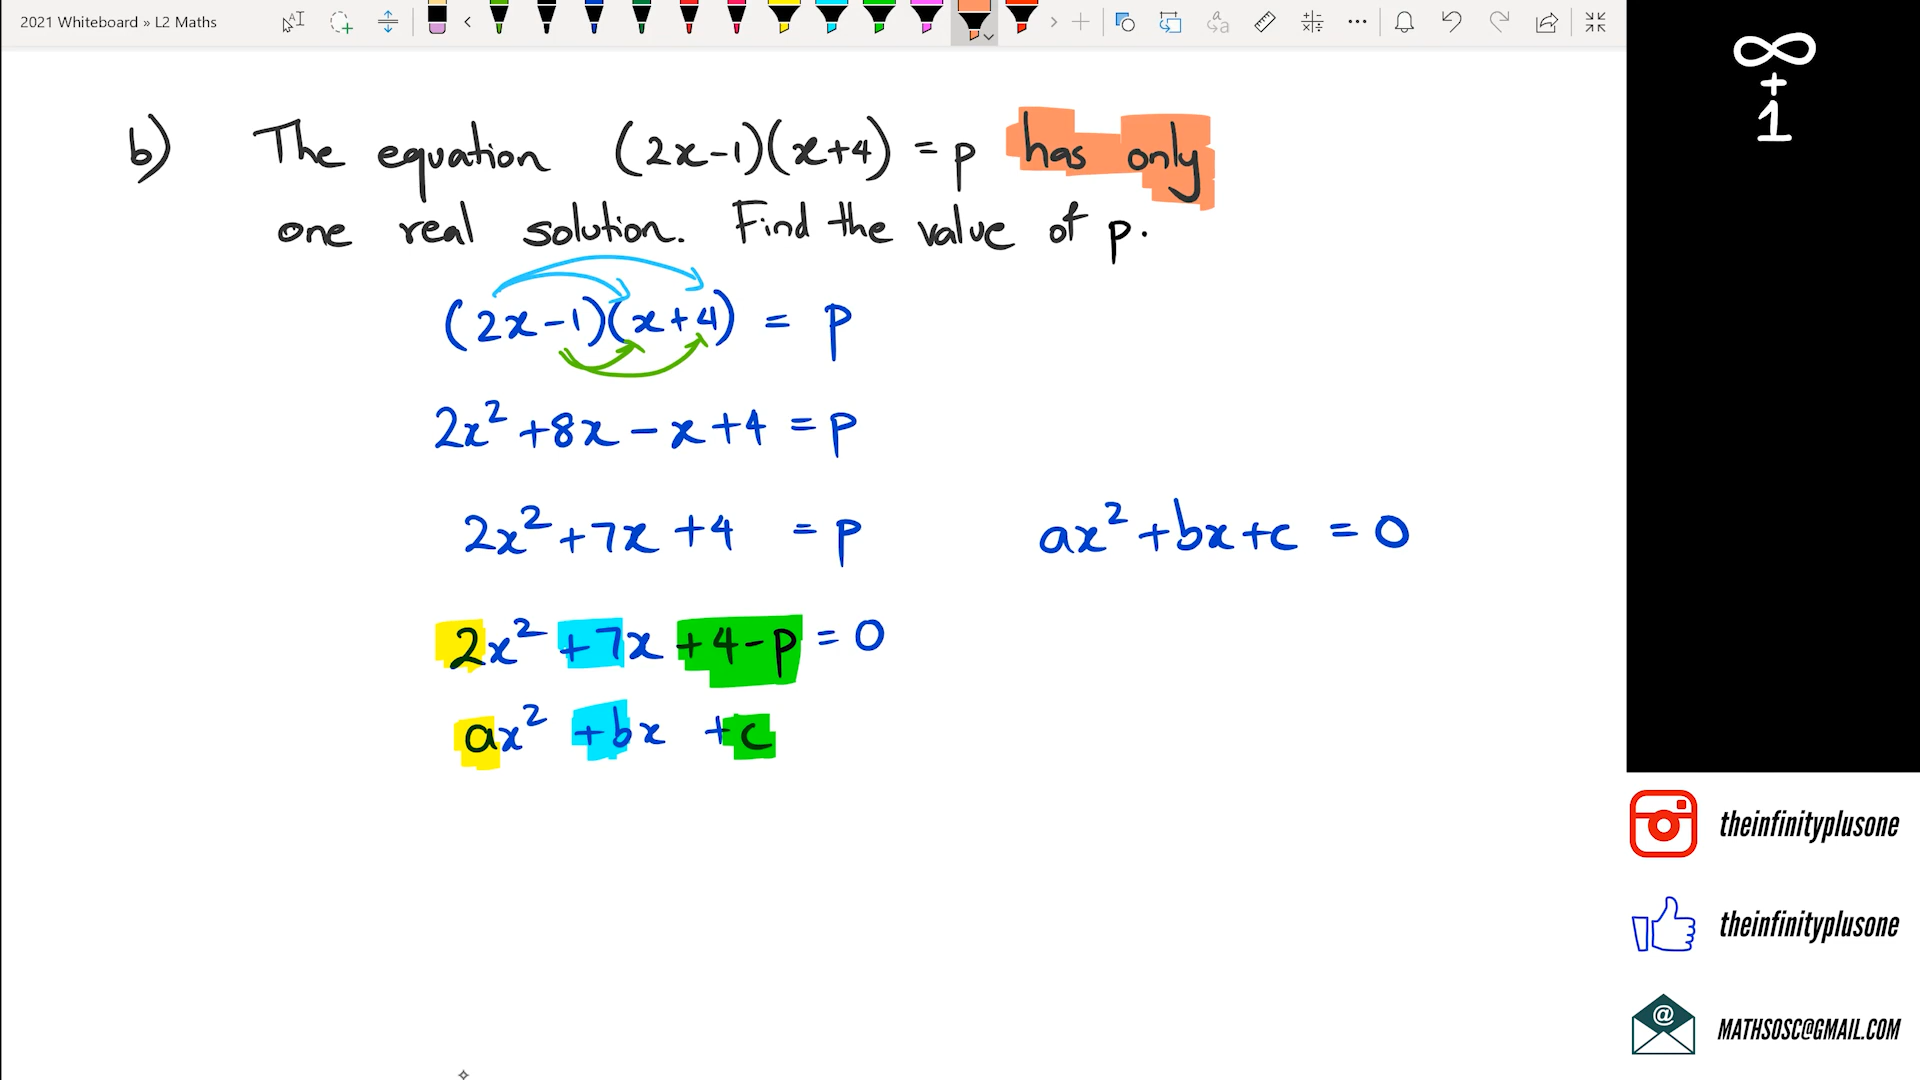 2021 Whiteboard » L2 Maths
∞
+
1
b) The equation (2x-1)(x+4) = p has only
one real solution. Find the value of p.
(2x-1)(x+4) = p
2x² +8x - x +4 = p
2x² +7x +4 = p
ax² +bx +c = 0
2x² +7x +4-p = 0
ax² +bx +c
theinfinityplusone
theinfinityplusone
MATHSOSC@GMAIL.COM